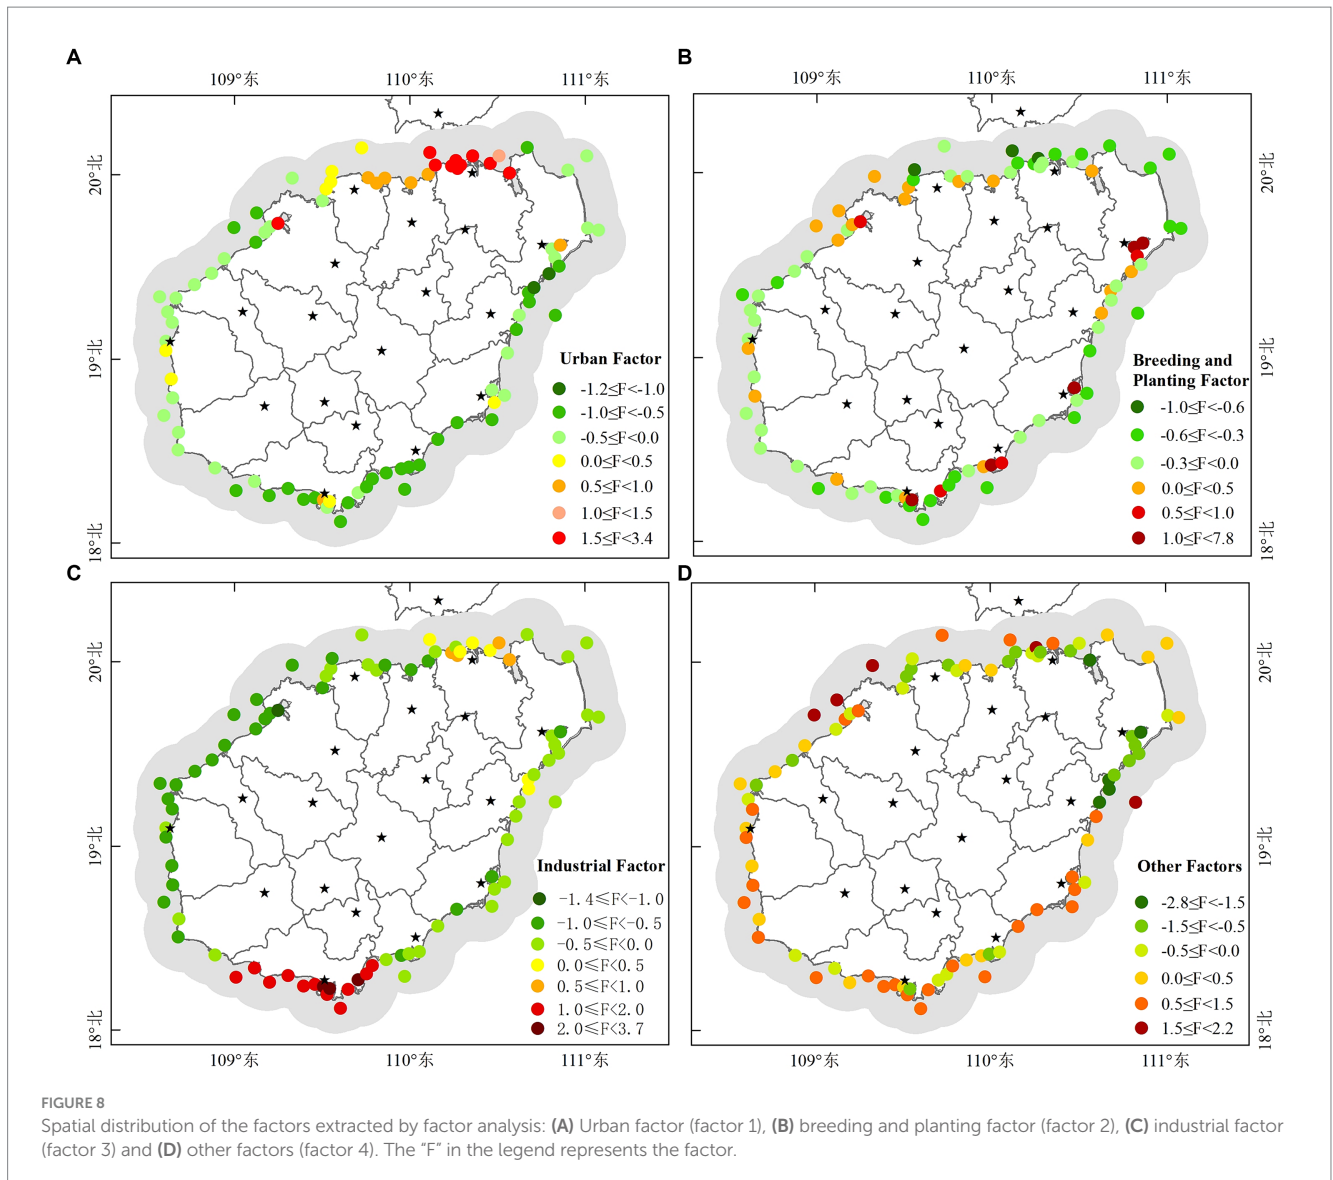 A
B
109°东
110°东
111°东
109°东
110°东
111°东
20°北
19°北
18°北
20°北
19°北
18°北
Urban Factor
-1.2≤F<-1.0
-1.0≤F<-0.5
-0.5≤F<0.0
0.0≤F<0.5
0.5≤F<1.0
1.0≤F<1.5
1.5≤F<3.4
Breeding and
Planting Factor
-1.0≤F<-0.6
-0.6≤F<-0.3
-0.3≤F<0.0
0.0≤F<0.5
0.5≤F<1.0
1.0≤F<7.8
C
D
20°北
19°北
18°北
20°北
19°北
18°北
Industrial Factor
-1.4≤F<-1.0
-1.0≤F<-0.5
-0.5≤F<0.0
0.0≤F<0.5
0.5≤F<1.0
1.0≤F<2.0
2.0≤F<3.7
Other Factors
-2.8≤F<-1.5
-1.5≤F<-0.5
-0.5≤F<0.0
0.0≤F<0.5
0.5≤F<1.5
1.5≤F<2.2
109°东
110°东
111°东
109°东
110°东
111°东
FIGURE 8
Spatial distribution of the factors extracted by factor analysis: (A) Urban factor (factor 1), (B) breeding and planting factor (factor 2), (C) industrial factor
(factor 3) and (D) other factors (factor 4). The “F” in the legend represents the factor.